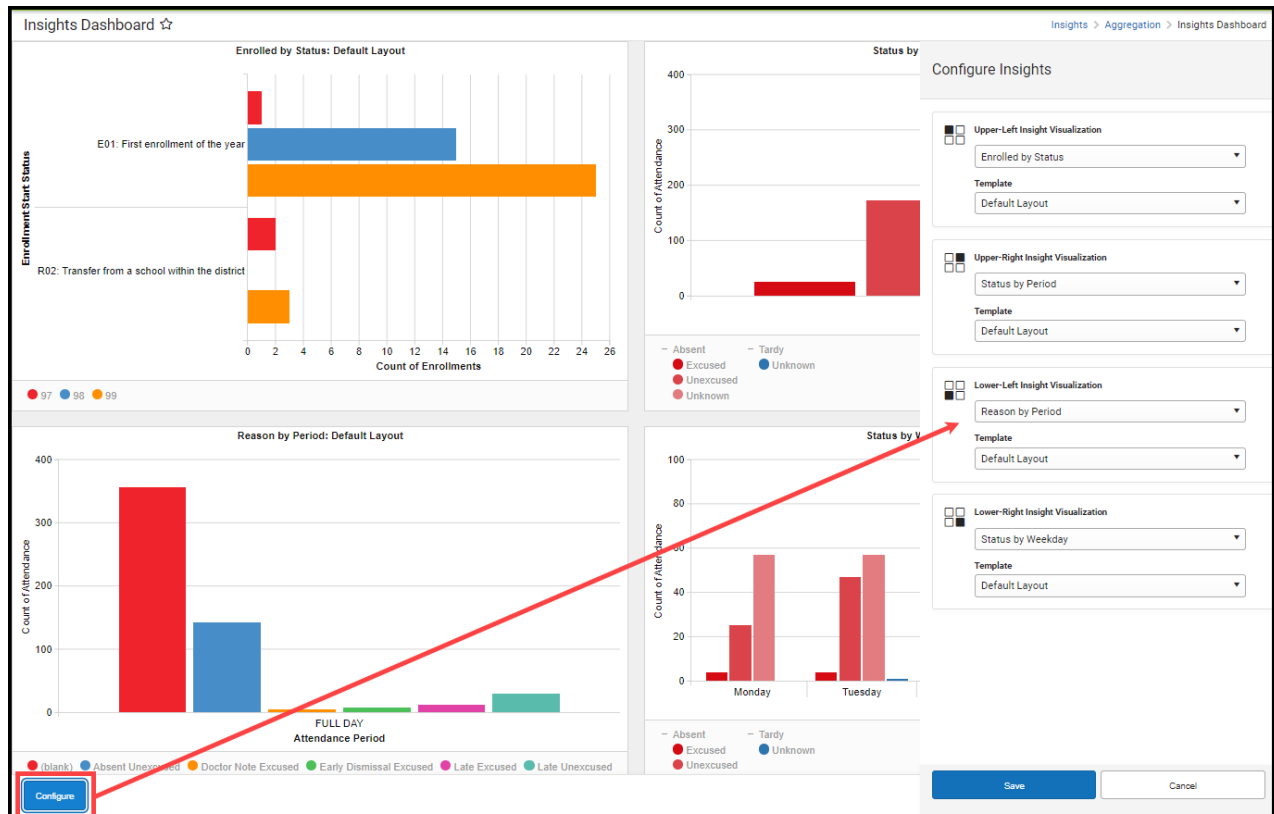 Insights Dashboard
Insights > Aggregation > Insights Dashboard
Enrolled by Status: Default Layout
Enrollment Start Status
E01: First enrollment of the year
R02: Transfer from a school within the district
0 2 4 6 8 10 12 14 16 18 20 22 24 26
Count of Enrollments
97 98 99
Status by
Count of Attendance
400
300
200
100
0
Absent Tardy
Excused Unknown
Unexcused
Unknown
Reason by Period: Default Layout
Count of Attendance
400
300
200
100
0
FULL DAY
Attendance Period
(blank) Absent Unexcused Doctor Note Excused Early Dismissal Excused Late Excused Late Unexcused
Configure
Status by W
Count of Attendance
100
80
60
40
20
0
Monday Tuesday
Absent Tardy
Excused Unknown
Unexcused
Configure Insights
Upper-Left Insight Visualization
Enrolled by Status
Template
Default Layout
Upper-Right Insight Visualization
Status by Period
Template
Default Layout
Lower-Left Insight Visualization
Reason by Period
Template
Default Layout
Lower-Right Insight Visualization
Status by Weekday
Template
Default Layout
Save Cancel